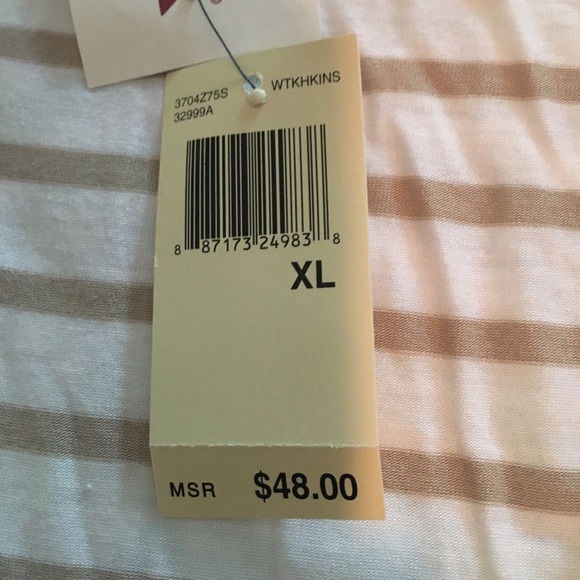 3704Z75S WTKHKINS
32999A
8 87173 24983 8
XL
MSR $48.00